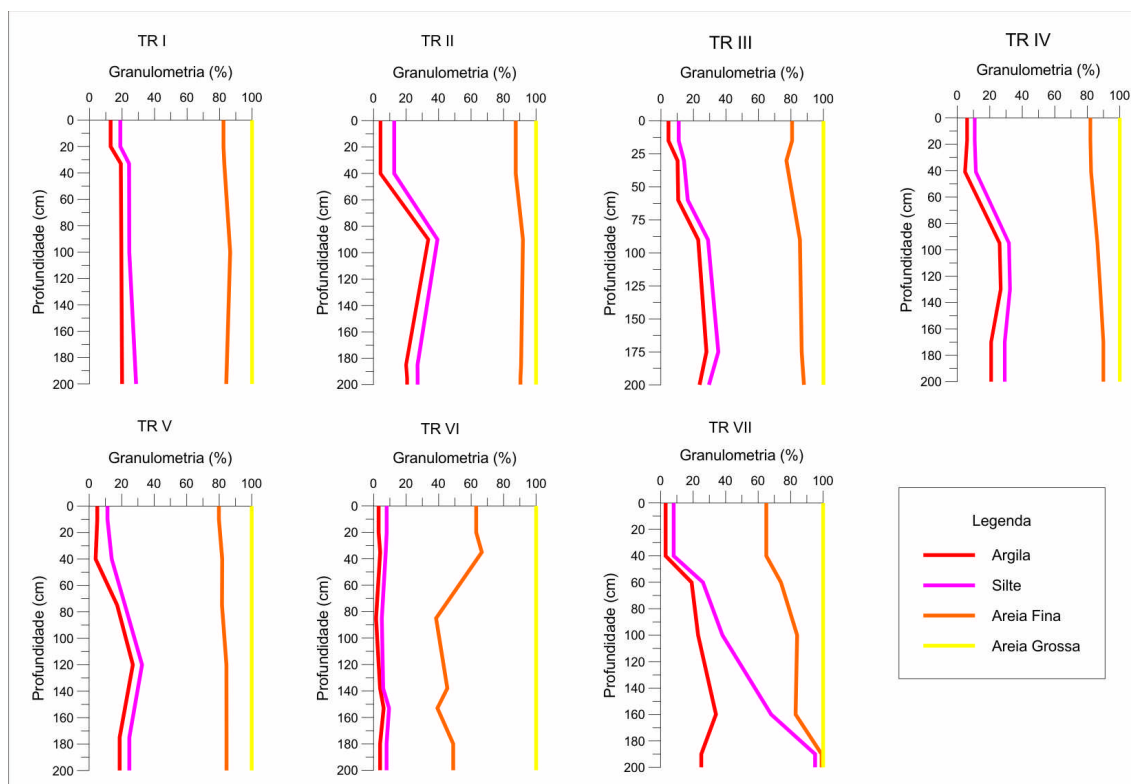 TR I
Granulometria (%)
0 20 40 60 80 100
Profundidade (cm)
0
20
40
60
80
100
120
140
160
180
200
TR II
Granulometria (%)
0 20 40 60 80 100
Profundidade (cm)
0
20
40
60
80
100
120
140
160
180
200
TR III
Granulometria (%)
0 20 40 60 80 100
Profundidade (cm)
0
25
50
75
100
125
150
175
200
TR IV
Granulometria (%)
0 20 40 60 80 100
Profundidade (cm)
0
20
40
60
80
100
120
140
160
180
200
TR V
Granulometria (%)
0 20 40 60 80 100
Profundidade (cm)
0
20
40
60
80
100
120
140
160
180
200
TR VI
Granulometria (%)
0 20 40 60 80 100
Profundidade (cm)
0
20
40
60
80
100
120
140
160
180
200
TR VII
Granulometria (%)
0 20 40 60 80 100
Profundidade (cm)
0
20
40
60
80
100
120
140
160
180
200
Legenda
Argila
Silte
Areia Fina
Areia Grossa